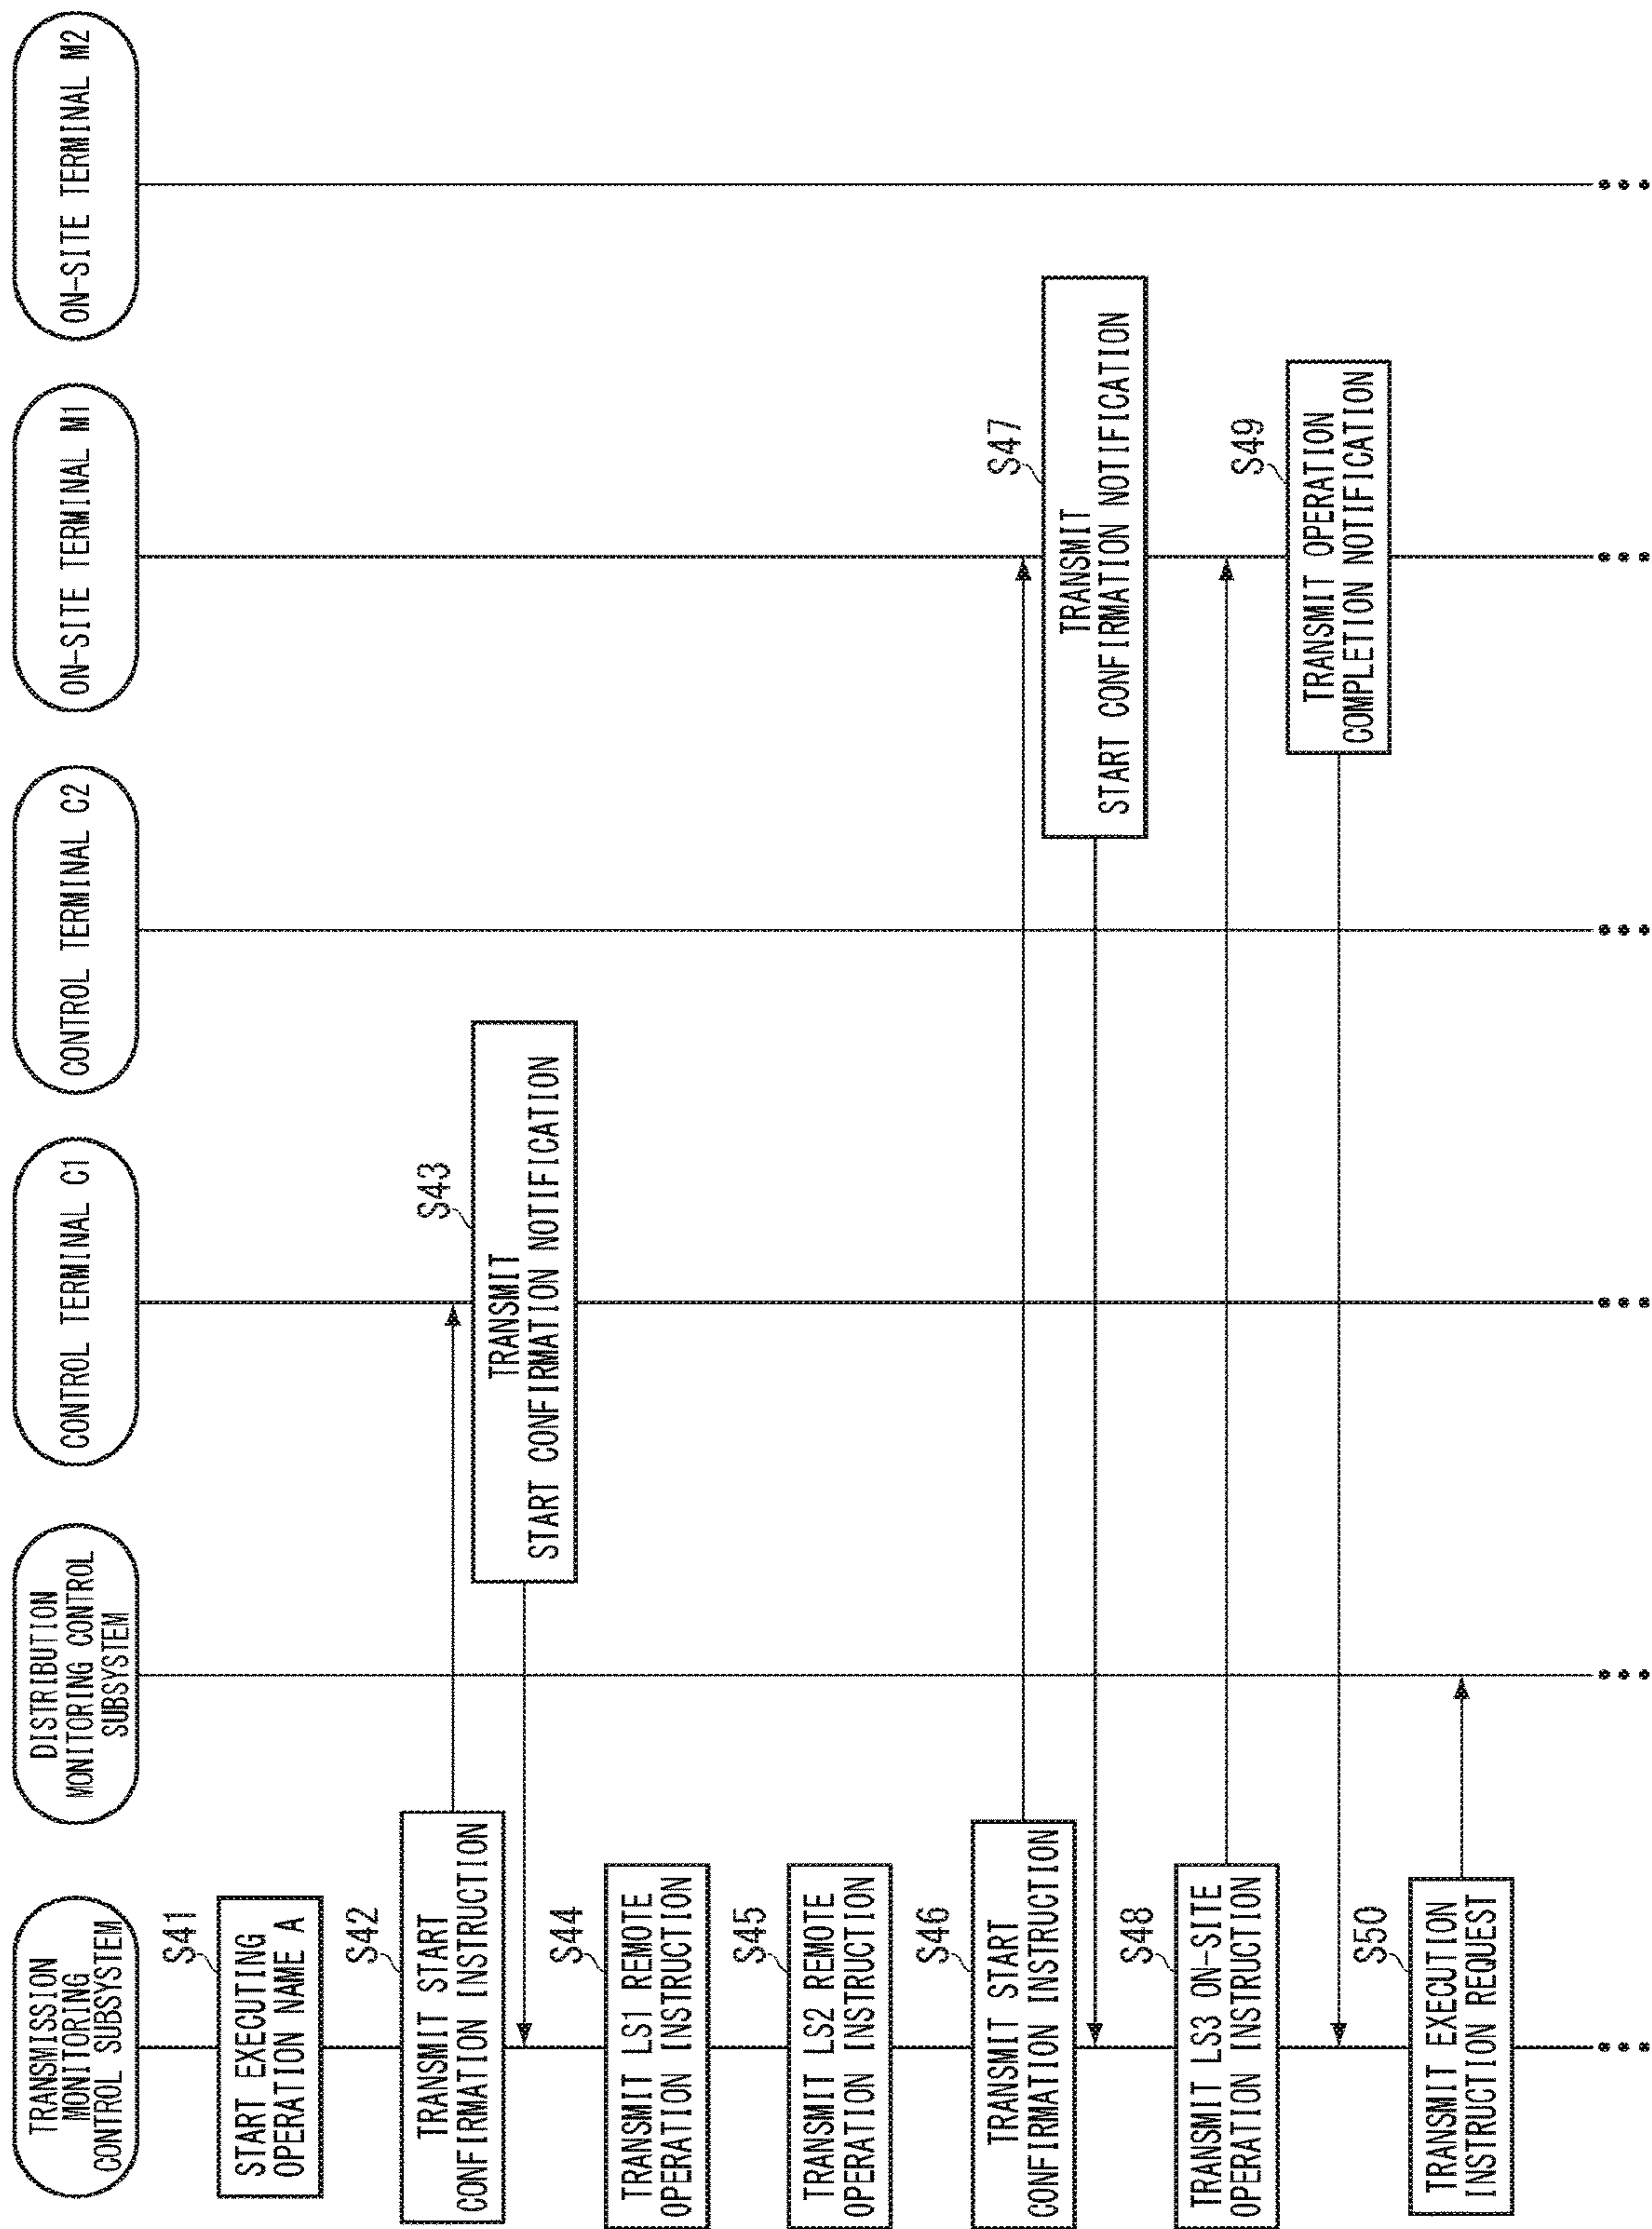 TRANSMISSION
MONITORING
CONTROL SUBSYSTEM
DISTRIBUTION
MONITORING CONTROL
SUBSYSTEM
CONTROL TERMINAL C1
CONTROL TERMINAL C2
ON-SITE TERMINAL M1
ON-SITE TERMINAL M2
S41
START EXECUTING
OPERATION NAME A
S42
TRANSMIT START
CONFIRMATION INSTRUCTION
S43
TRANSMIT
START CONFIRMATION NOTIFICATION
S44
TRANSMIT LS1 REMOTE
OPERATION INSTRUCTION
S45
TRANSMIT LS2 REMOTE
OPERATION INSTRUCTION
S46
TRANSMIT START
CONFIRMATION INSTRUCTION
S47
TRANSMIT
START CONFIRMATION NOTIFICATION
S48
TRANSMIT LS3 ON-SITE
OPERATION INSTRUCTION
S49
TRANSMIT OPERATION
COMPLETION NOTIFICATION
S50
TRANSMIT EXECUTION
INSTRUCTION REQUEST